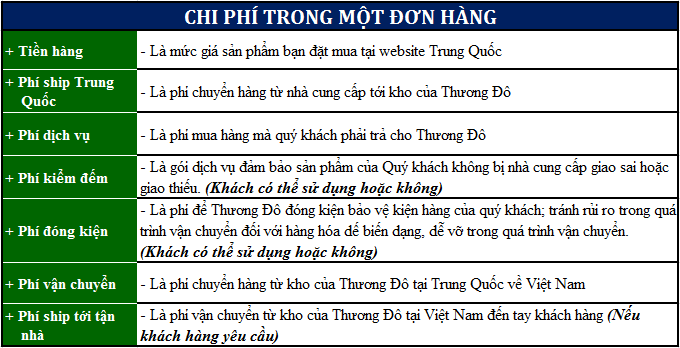 CHI PHÍ TRONG MỘT ĐƠN HÀNG
+ Tiền hàng
- Là mức giá sản phẩm bạn đặt mua tại website Trung Quốc
+ Phí ship Trung
Quốc
- Là phí chuyển hàng từ nhà cung cấp tới kho của Thương Đô
+ Phí dịch vụ
- Là phí mua hàng mà quý khách phải trả cho Thương Đô
+ Phí kiểm đếm
- Là gói dịch vụ đảm bảo sản phẩm của Quý khách không bị nhà cung cấp giao sai hoặc
giao thiếu. (Khách có thể sử dụng hoặc không)
+ Phí đóng kiện
- Là phí để Thương Đô đóng kiện bảo vệ kiện hàng của quý khách; tránh rủi ro trong quá
trình vận chuyển đối với hàng hóa dể biến dạng, dễ vỡ trong quá trình vận chuyển.
(Khách có thể sử dụng hoặc không)
+ Phí vận chuyển
- Là phí chuyển hàng từ kho của Thương Đô tại Trung Quốc về Việt Nam
+ Phí ship tới tận
nhà
- Là phí vận chuyển từ kho của Thương Đô tại Việt Nam đến tay khách hàng (Nếu
khách hàng yêu cầu)